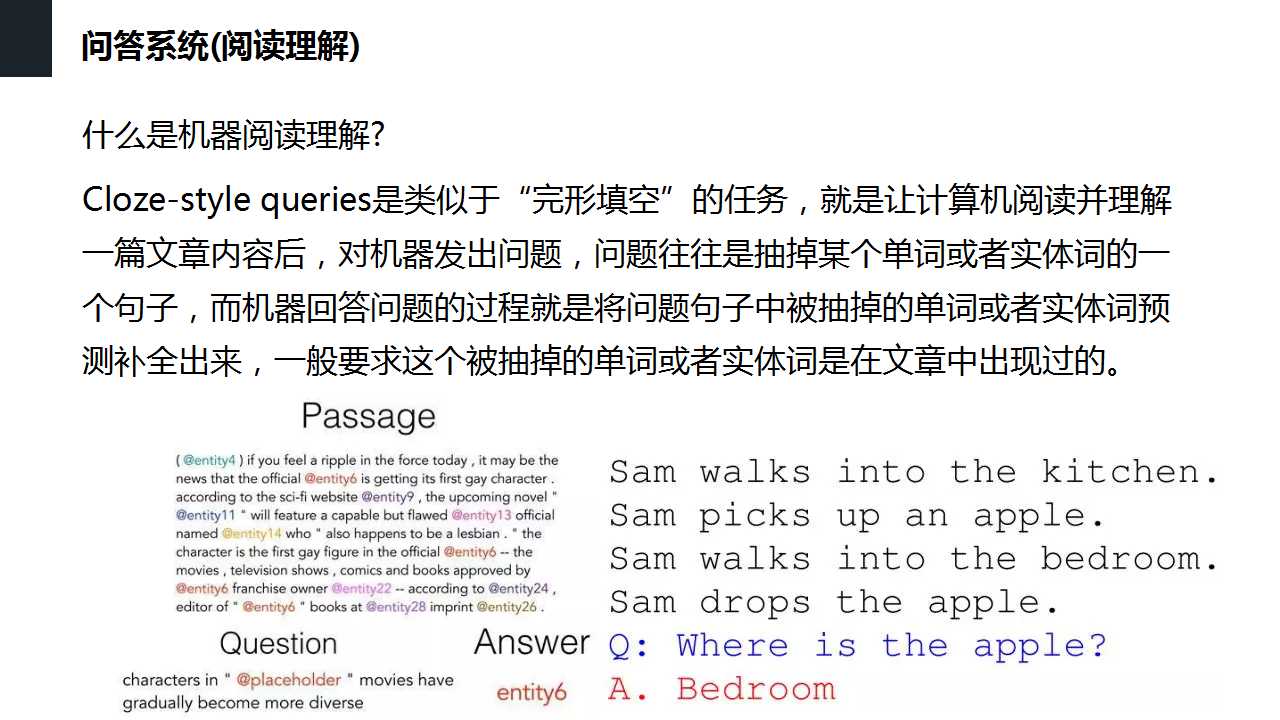 问答系统(阅读理解)
什么是机器阅读理解?
Cloze-style queries是类似于“完形填空”的任务，就是让计算机阅读并理解
一篇文章内容后，对机器发出问题，问题往往是抽掉某个单词或者实体词的一
个句子，而机器回答问题的过程就是将问题句子中被抽掉的单词或者实体词预
测补全出来，一般要求这个被抽掉的单词或者实体词是在文章中出现过的。
Passage
( @entity4 ) if you feel a ripple in the force today , it may be the
news that the official @entity6 is getting its first gay character .
according to the sci-fi website @entity9 , the upcoming novel "
@entity11 " will feature a capable but flawed @entity13 official
named @entity14 who " also happens to be a lesbian . " the
character is the first gay figure in the official @entity6 -- the
movies , television shows , comics and books approved by
@entity6 franchise owner @entity22 -- according to @entity24 ,
editor of " @entity6 " books at @entity28 imprint @entity26 .
Question
characters in " @placeholder " movies have
gradually become more diverse
Answer
entity6
Sam walks into the kitchen.
Sam picks up an apple.
Sam walks into the bedroom.
Sam drops the apple.
Q: Where is the apple?
A. Bedroom